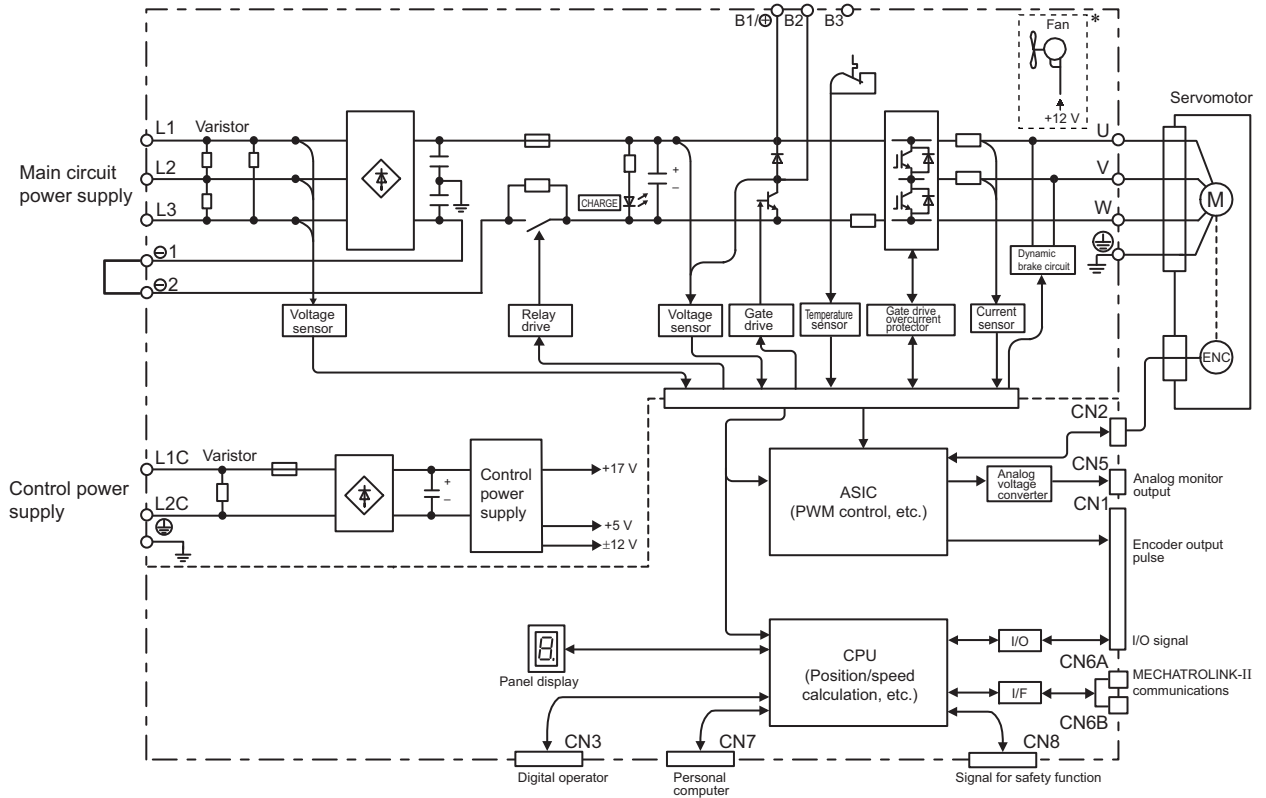 B1/⊕ B2 B3
Fan
*
+12 V
Servomotor
Main circuit
power supply
L1
Varistor
L2
L3
⊖1
⊖2
CHARGE
+
–
U
V
W
M
Dynamic
brake circuit
Voltage
sensor
Relay
drive
Voltage
sensor
Gate
drive
Temperature
sensor
Gate drive
overcurrent
protector
Current
sensor
ENC
CN2
Control power
supply
L1C
Varistor
L2C
+
–
Control
power
supply
+17 V
+5 V
±12 V
ASIC
(PWM control, etc.)
Analog
voltage
converter
CN5
Analog monitor
output
CN1
Encoder output
pulse
I/O
I/O signal
CPU
(Position/speed
calculation, etc.)
Panel display
8.
I/F
CN6A
MECHATROLINK-II
communications
CN6B
CN3
Digital operator
CN7
Personal
computer
CN8
Signal for safety function